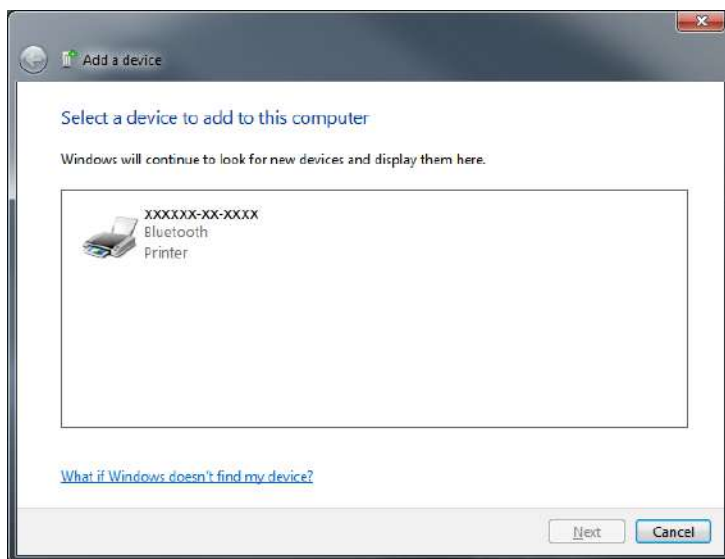 Add a device
Select a device to add to this computer
Windows will continue to look for new devices and display them here.
XXXXXX-XX-XXXX
Bluetooth
Printer
What if Windows doesn't find my device?
Next
Cancel